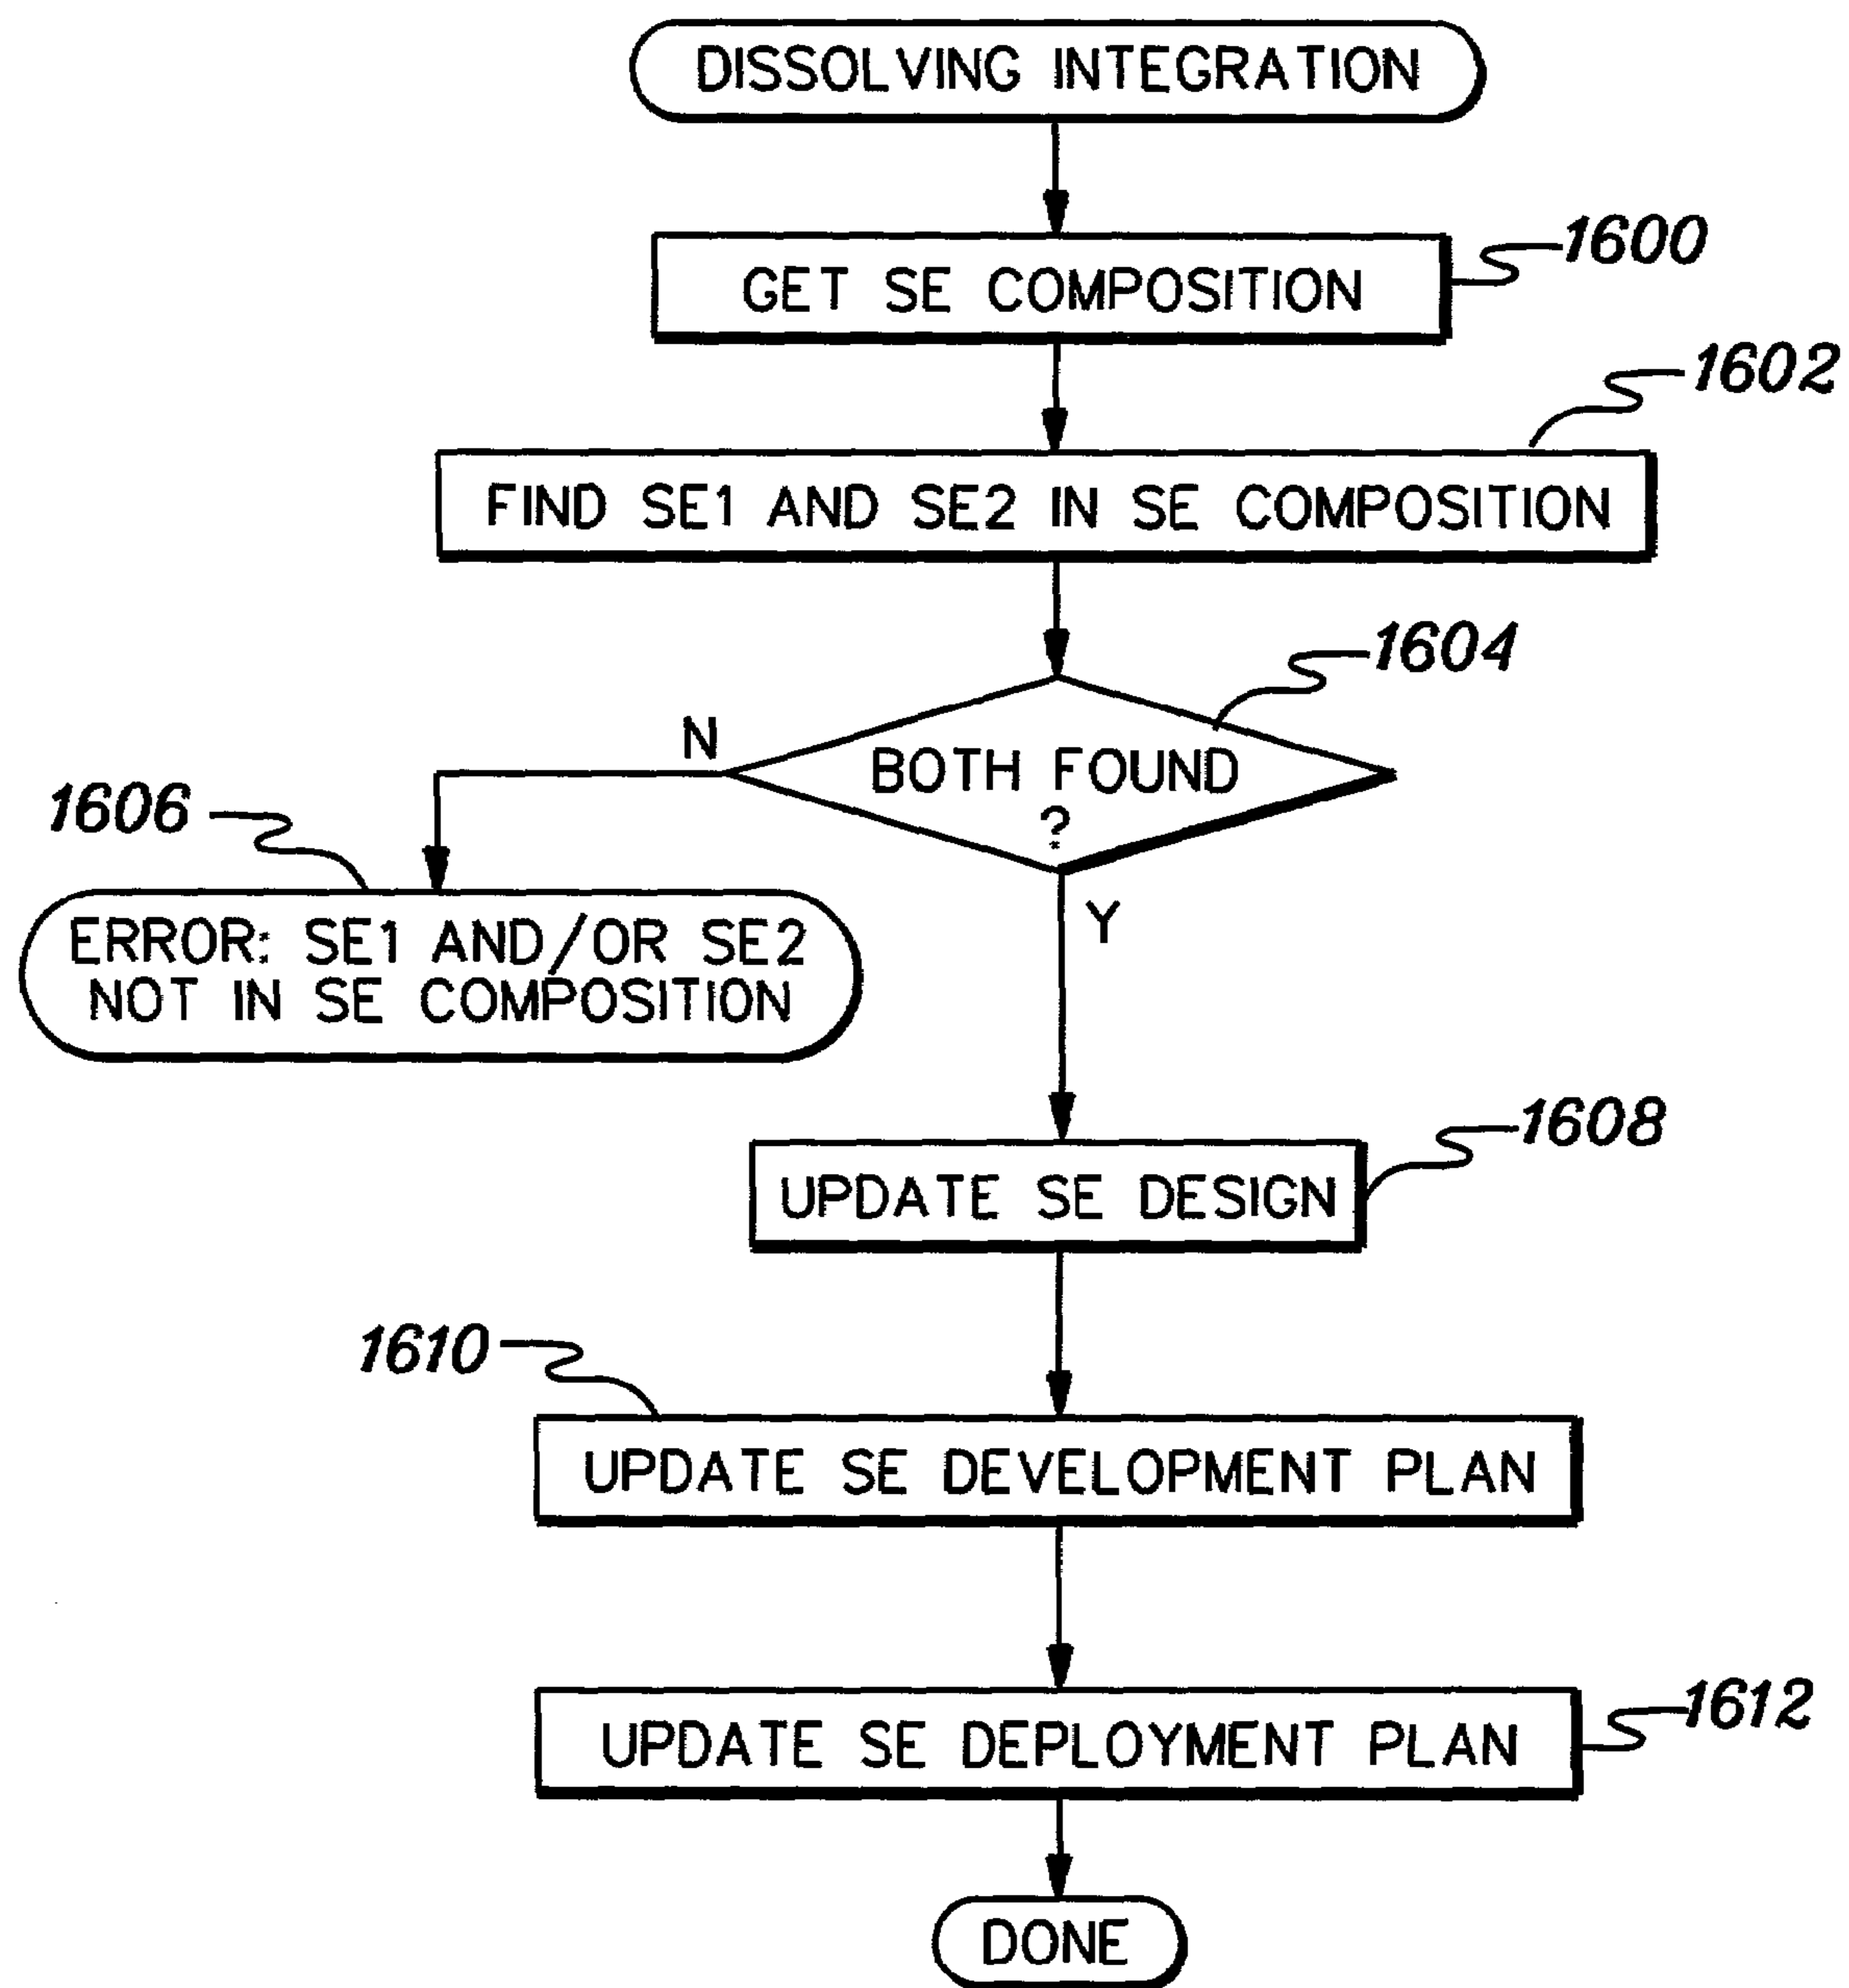 DISSOLVING INTEGRATION
GET SE COMPOSITION
1600
FIND SE1 AND SE2 IN SE COMPOSITION
1602
BOTH FOUND
?
1604
N
Y
1606
ERROR: SE1 AND/OR SE2
NOT IN SE COMPOSITION
UPDATE SE DESIGN
1608
1610
UPDATE SE DEVELOPMENT PLAN
UPDATE SE DEPLOYMENT PLAN
1612
DONE